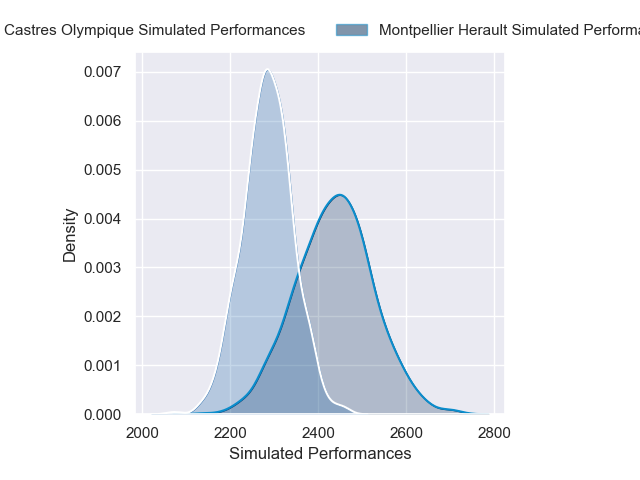 Castres Olympique Simulated Performances
Montpellier Herault Simulated Performa
0.007
0.006
0.005
0.004
0.003
0.002
0.001
0.000
Density
2000 2200 2400 2600 2800
Simulated Performances